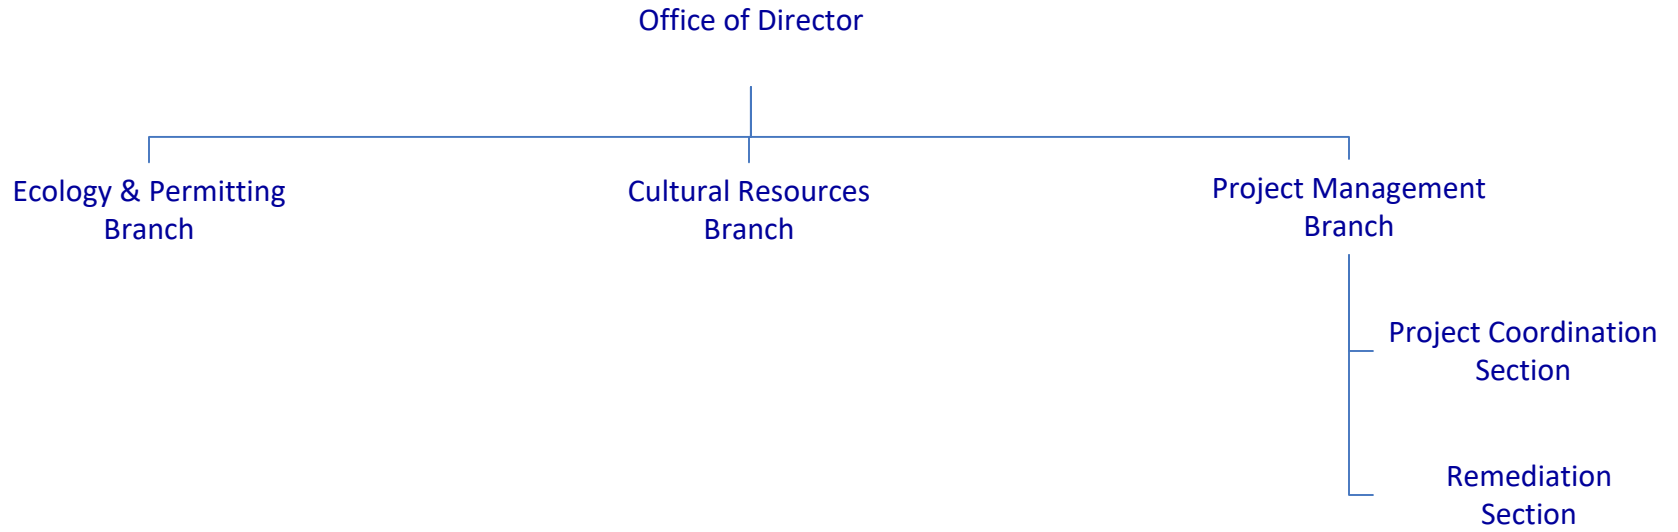 Office of Director
Ecology & Permitting
Branch
Cultural Resources
Branch
Project Management
Branch
Project Coordination
Section
Remediation
Section